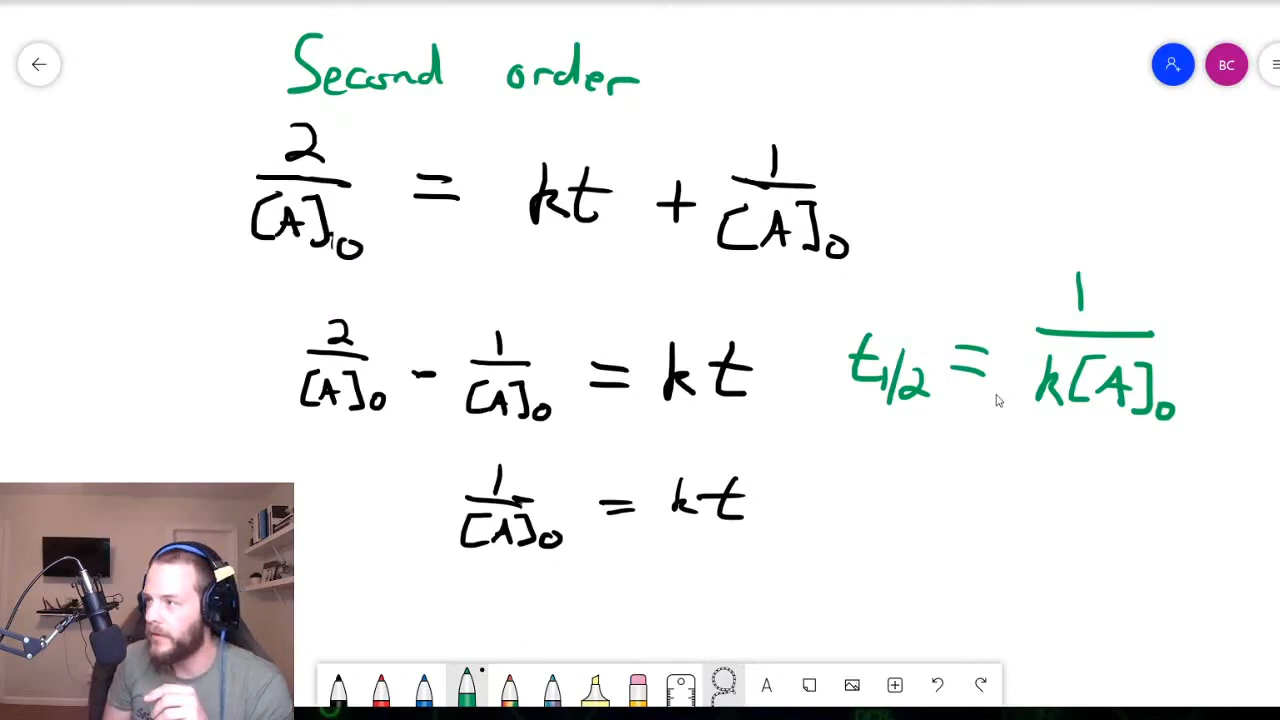 BC
Second order
2/[A]₀ = kt + 1/[A]₀
2/[A]₀ - 1/[A]₀ = kt
t₁/₂ = 1/k[A]₀
1/[A]₀ = kt
A